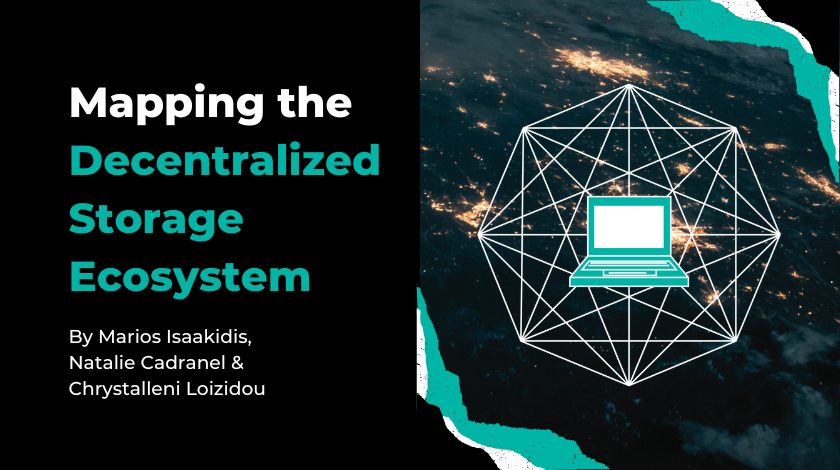 Mapping the
Decentralized
Storage
Ecosystem
By Marios Isaakidis,
Natalie Cadranel &
Chrystalleni Loizidou